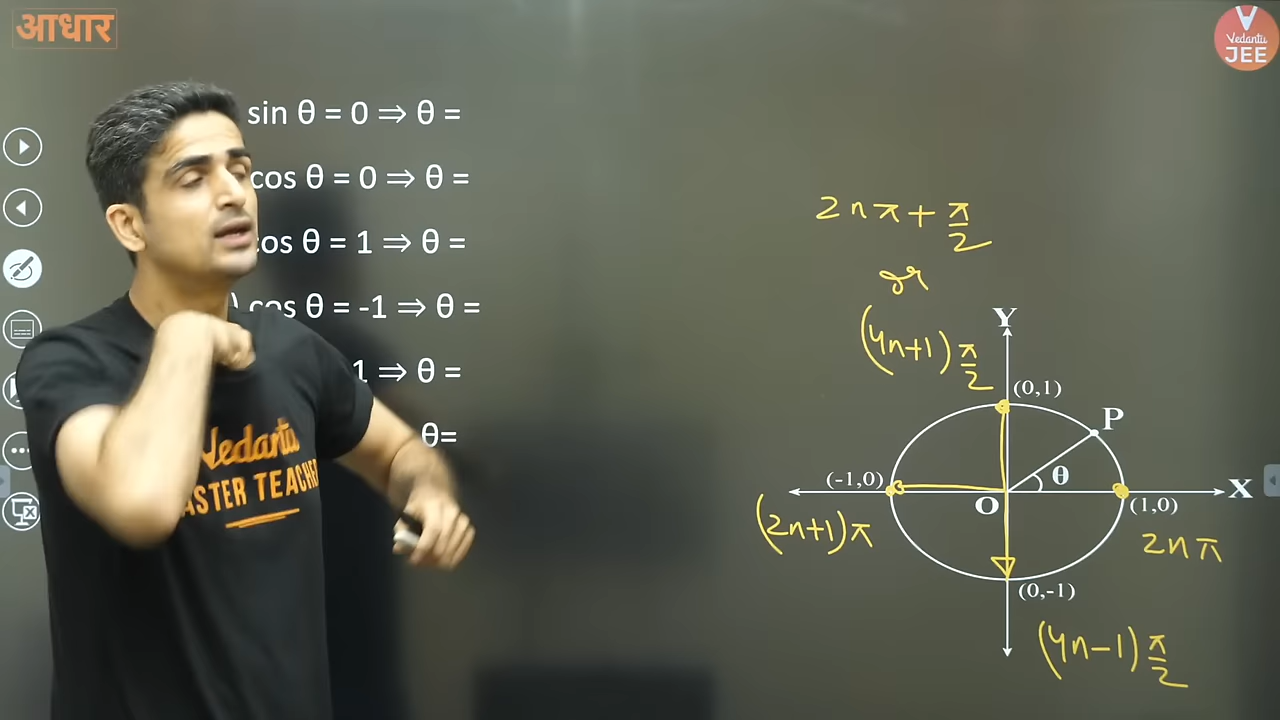 आधार
Vedantu
JEE
sin θ = 0 ⇒ θ =
cos θ = 0 ⇒ θ =
cos θ = 1 ⇒ θ =
) cos θ = -1 ⇒ θ =
1 ⇒ θ =
θ=
Vedantu
MASTER TEACHER
2nπ + π/2
or
(4n+1) π/2
Y
(0,1)
P
θ
(-1,0)
O
X
(1,0)
(2n+1)π
2nπ
(0,-1)
(4n-1) π/2